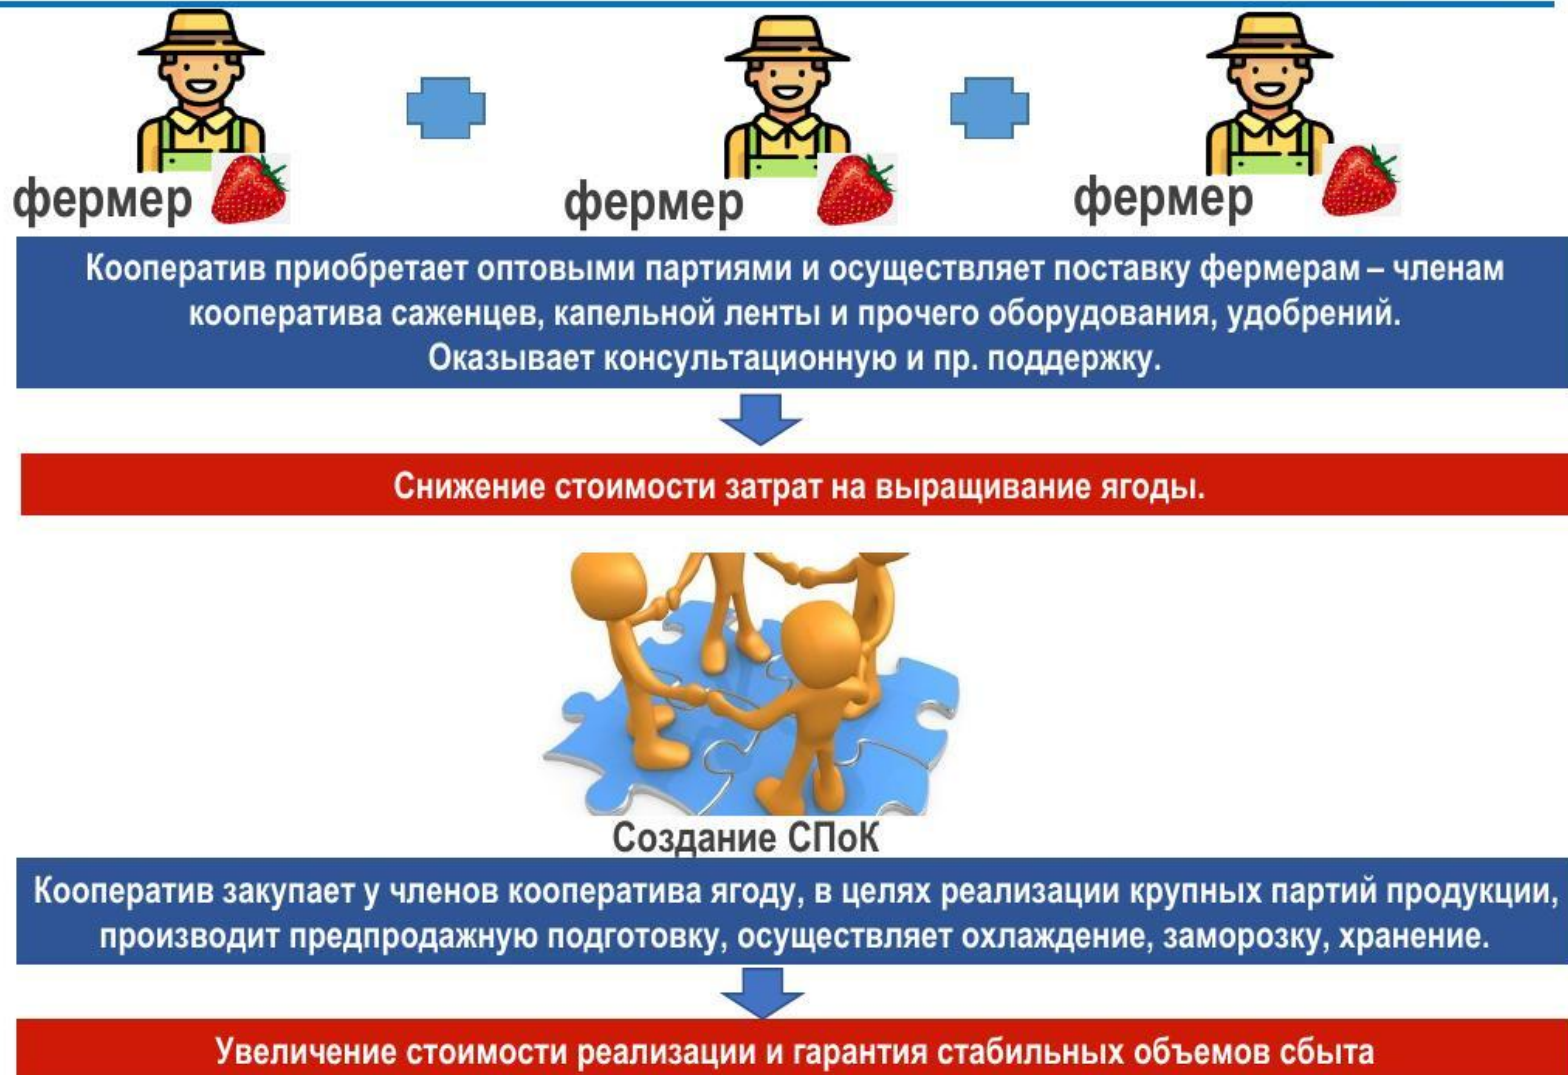 фермер
фермер
фермер
Кооператив приобретает оптовыми партиями и осуществляет поставку фермерам – членам
кооператива саженцев, капельной ленты и прочего оборудования, удобрений.
Оказывает консультационную и пр. поддержку.
Снижение стоимости затрат на выращивание ягоды.
Создание СПоК
Кооператив закупает у членов кооператива ягоду, в целях реализации крупных партий продукции,
производит предпродажную подготовку, осуществляет охлаждение, заморозку, хранение.
Увеличение стоимости реализации и гарантия стабильных объемов сбыта